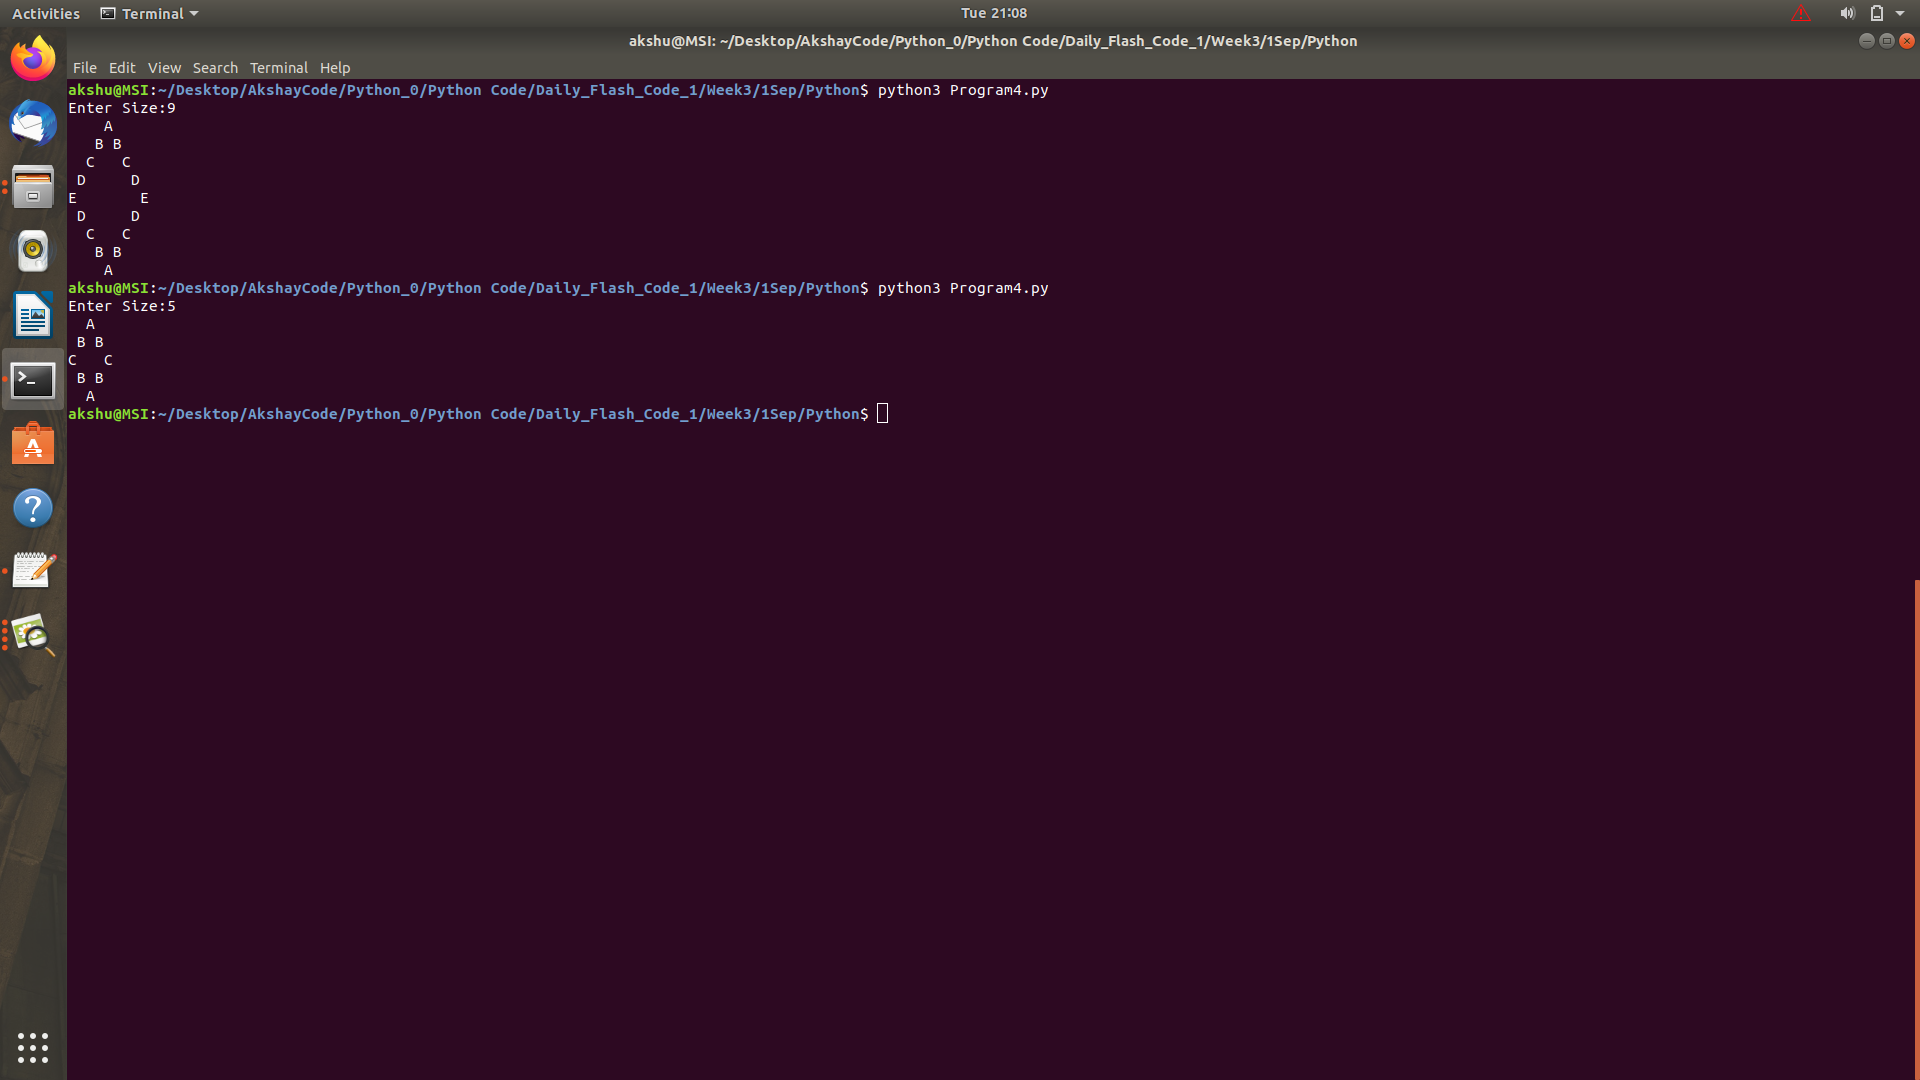 Activities Terminal Tue 21:08
akshu@MSI: ~/Desktop/AkshayCode/Python_0/Python Code/Daily_Flash_Code_1/Week3/1Sep/Python
File Edit View Search Terminal Help
akshu@MSI:~/Desktop/AkshayCode/Python_0/Python Code/Daily_Flash_Code_1/Week3/1Sep/Python$ python3 Program4.py
Enter Size:9
    A
   B B
  C   C
 D     D
E       E
 D     D
  C   C
   B B
    A
akshu@MSI:~/Desktop/AkshayCode/Python_0/Python Code/Daily_Flash_Code_1/Week3/1Sep/Python$ python3 Program4.py
Enter Size:5
  A
 B B
C   C
 B B
  A
akshu@MSI:~/Desktop/AkshayCode/Python_0/Python Code/Daily_Flash_Code_1/Week3/1Sep/Python$